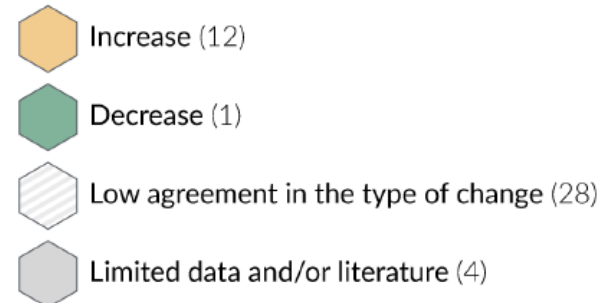 Increase (12)
Decrease (1)
Low agreement in the type of change (28)
Limited data and/or literature (4)